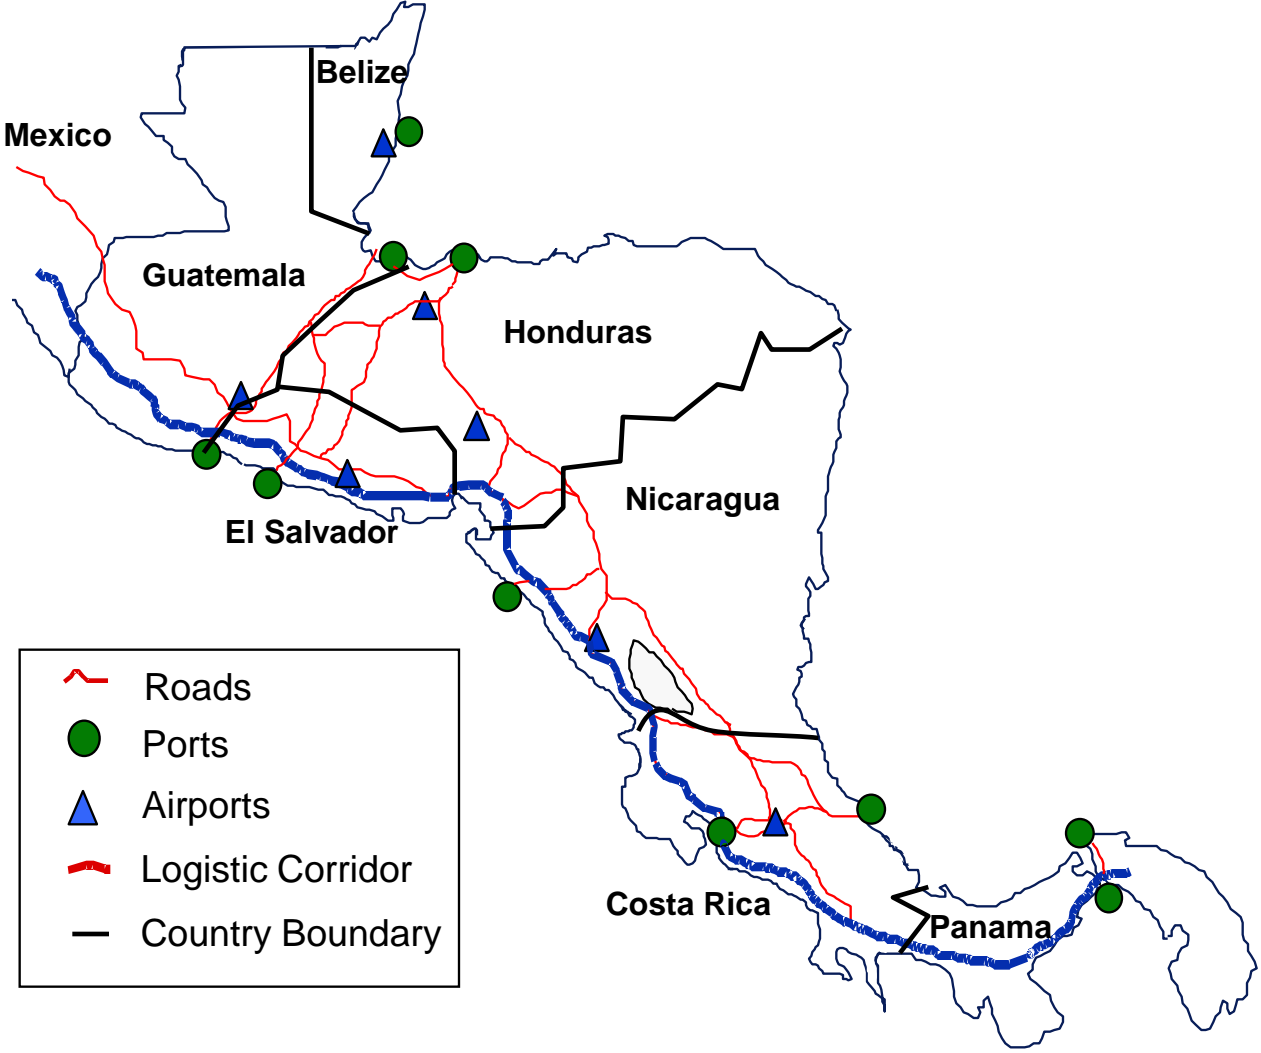 Belize
Mexico
Guatemala
Honduras
Nicaragua
El Salvador
Roads
Ports
Airports
Logistic Corridor
Country Boundary
Costa Rica
Panama